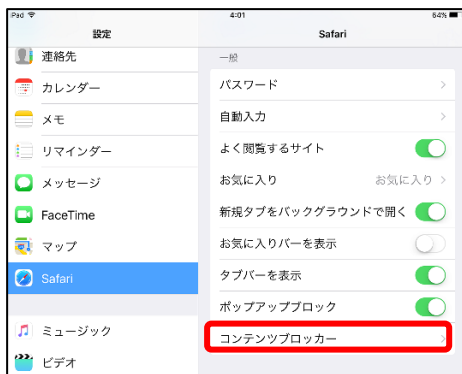 iPad 4:01 64%
設定
Safari
連絡先
カレンダー
メモ
リマインダー
メッセージ
FaceTime
マップ
Safari
ミュージック
ビデオ
一般
パスワード
自動入力
よく閲覧するサイト
お気に入り お気に入り
新規タブをバックグラウンドで開く
お気に入りバーを表示
タブバーを表示
ポップアップブロック
コンテンツブロッカー